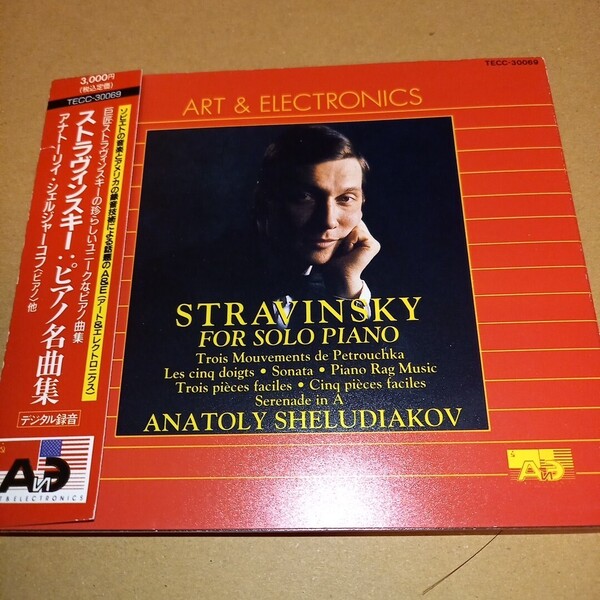 3,000円
(税込定価)
TECC-30069
ソビエトの音楽とアメリカの録音技術による話題のA&E〈アート&エレクトロニクス〉
巨匠ストラヴィンスキーの珍らしいユニークなピアノ曲集
ストラヴィンスキー：ピアノ名曲集
アナトーリィ・シェルジャーコフ〈ピアノ〉他
デジタル録音
TECC-30069
ART & ELECTRONICS
STRAVINSKY
FOR SOLO PIANO
Trois Mouvements de Petrouchka
Les cinq doigts • Sonata • Piano Rag Music
Trois pièces faciles • Cinq pièces faciles
Serenade in A
ANATOLY SHELUDIAKOV